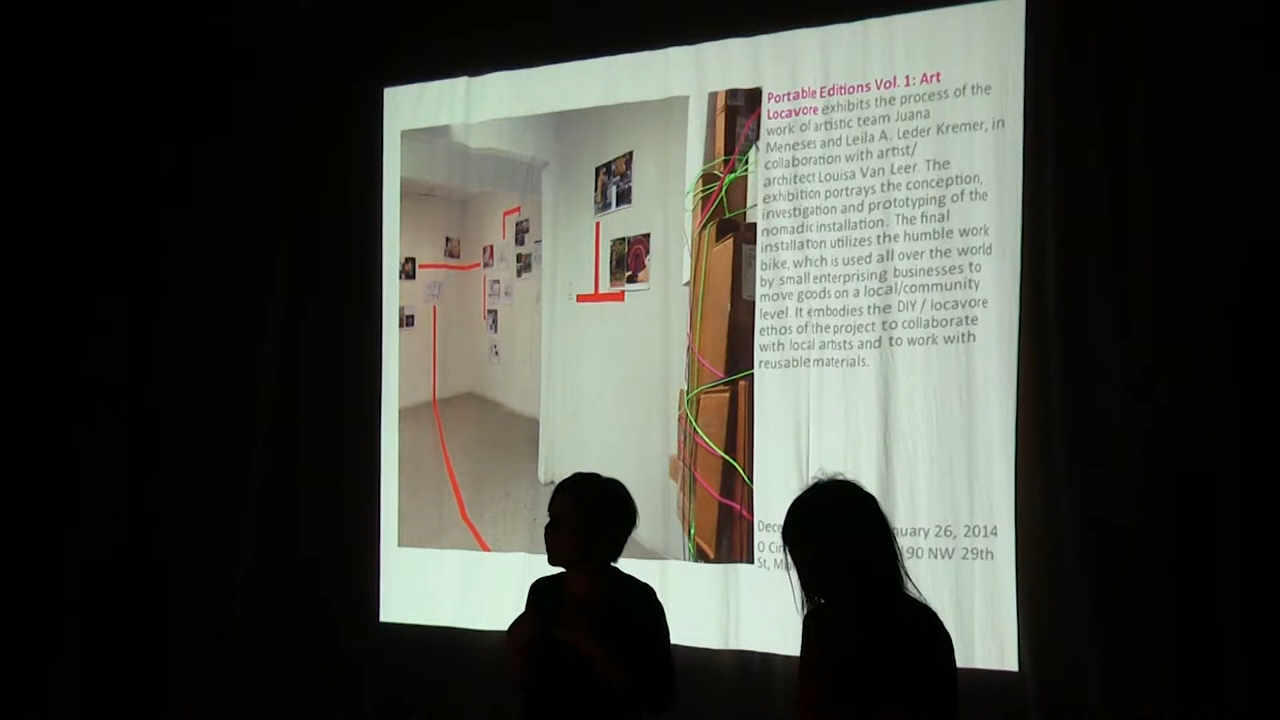 Portable Editions Vol. 1: Art
Locavore exhibits the process of the
work of artistic team Juana
Meneses and Leila A. Leder Kremer, in
collaboration with artist/
architect Louisa Van Leer. The
exhibition portrays the conception,
investigation and prototyping of the
nomadic installation. The final
installation utilizes the humble work
bike, which is used all over the world
by small enterprising businesses to
move goods on a local/community
level. It embodies the DIY / locavore
ethos of the project to collaborate
with local artists and to work with
reusable materials.
26, 2014
90 NW 29th
St,